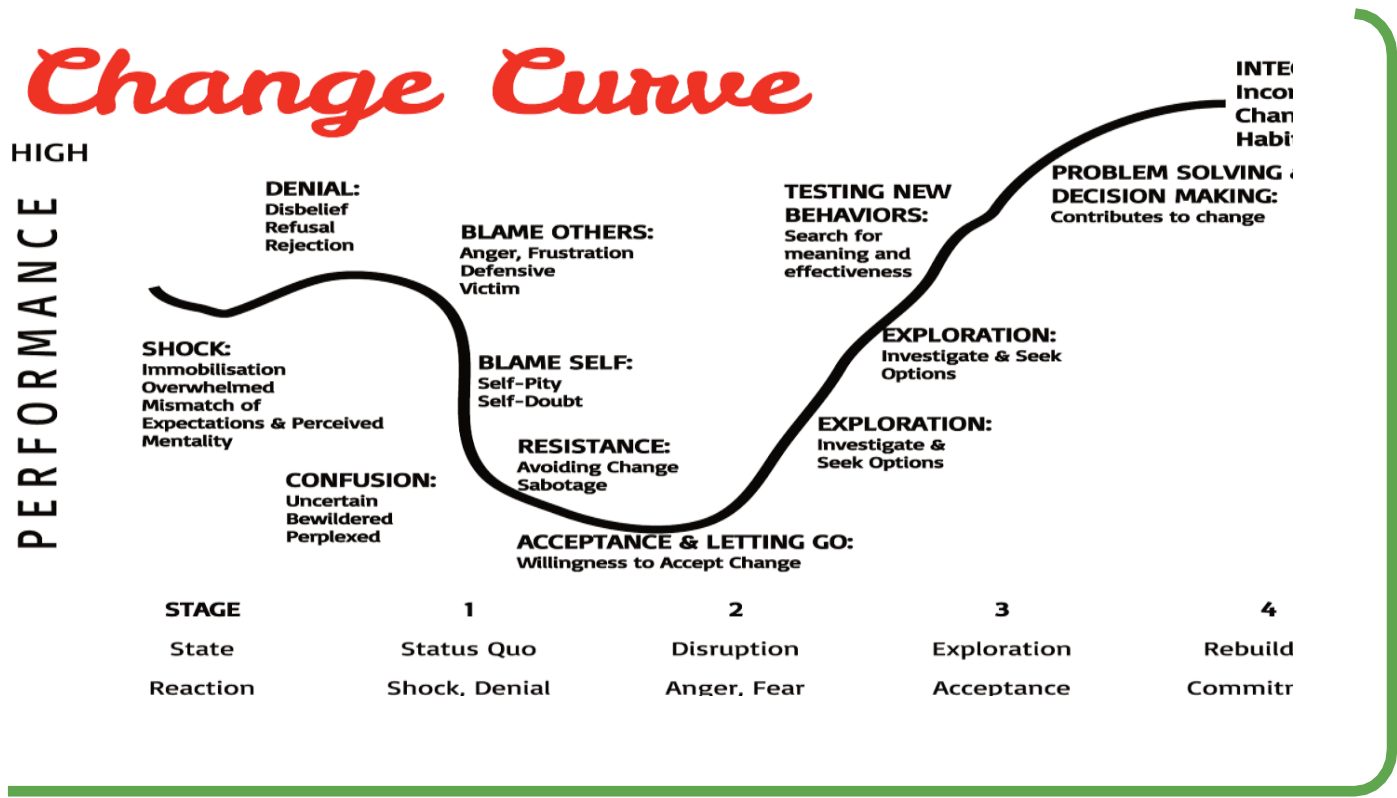 Change Curve
HIGH
PERFORMANCE
DENIAL:
Disbelief
Refusal
Rejection
BLAME OTHERS:
Anger, Frustration
Defensive
Victim
TESTING NEW
BEHAVIORS:
Search for
meaning and
effectiveness
PROBLEM SOLVING
DECISION MAKING:
Contributes to change
SHOCK:
Immobilisation
Overwhelmed
Mismatch of
Expectations & Perceived
Mentality
BLAME SELF:
Self-Pity
Self-Doubt
EXPLORATION:
Investigate & Seek
Options
RESISTANCE:
Avoiding Change
Sabotage
EXPLORATION:
Investigate &
Seek Options
CONFUSION:
Uncertain
Bewildered
Perplexed
ACCEPTANCE & LETTING GO:
Willingness to Accept Change
STAGE 1 2 3 4
State Status Quo Disruption Exploration Rebuild
Reaction Shock, Denial Anger, Fear Acceptance